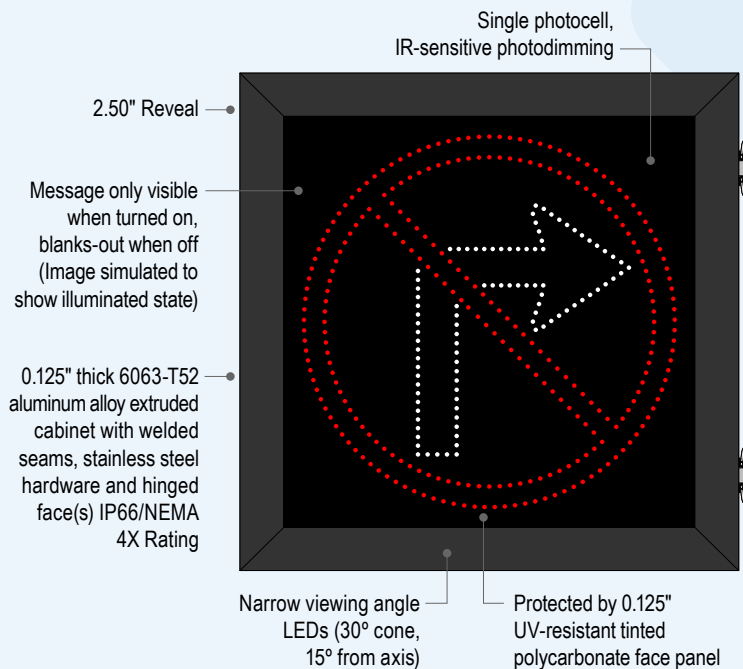 Single photocell,
IR-sensitive photodimming
2.50" Reveal
Message only visible
when turned on,
blanks-out when off
(Image simulated to
show illuminated state)
0.125" thick 6063-T52
aluminum alloy extruded
cabinet with welded
seams, stainless steel
hardware and hinged
face(s) IP66/NEMA
4X Rating
Narrow viewing angle
LEDs (30º cone,
15º from axis)
Protected by 0.125"
UV-resistant tinted
polycarbonate face panel